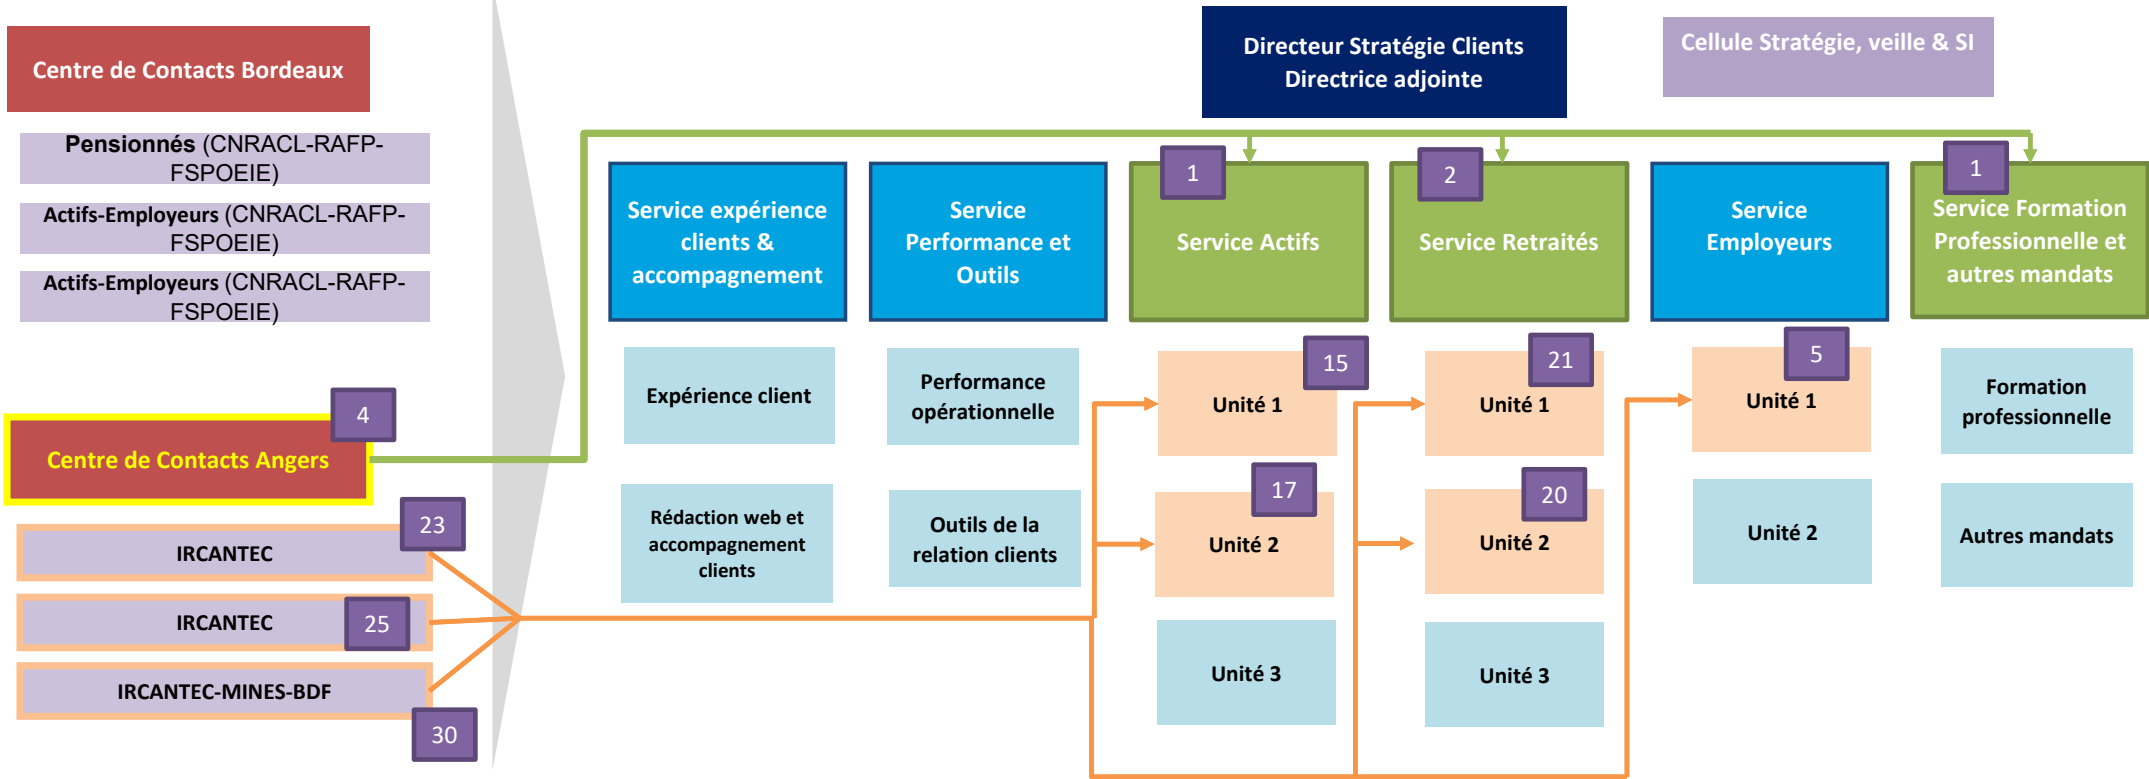 Centre de Contacts Bordeaux
Pensionnés (CNRACL-RAFP-
FSPOEIE)
Actifs-Employeurs (CNRACL-RAFP-
FSPOEIE)
Actifs-Employeurs (CNRACL-RAFP-
FSPOEIE)
4
Centre de Contacts Angers
23
IRCANTEC
IRCANTEC
25
IRCANTEC-MINES-BDF
30
Directeur Stratégie Clients
Directrice adjointe
Cellule Stratégie, veille & SI
Service expérience
clients &
accompagnement
Expérience client
Rédaction web et
accompagnement
clients
Service
Performance et
Outils
Performance
opérationnelle
Outils de la
relation clients
1
Service Actifs
15
Unité 1
17
Unité 2
Unité 3
2
Service Retraités
21
Unité 1
20
Unité 2
Unité 3
Service
Employeurs
5
Unité 1
Unité 2
1
Service Formation
Professionnelle et
autres mandats
Formation
professionnelle
Autres mandats